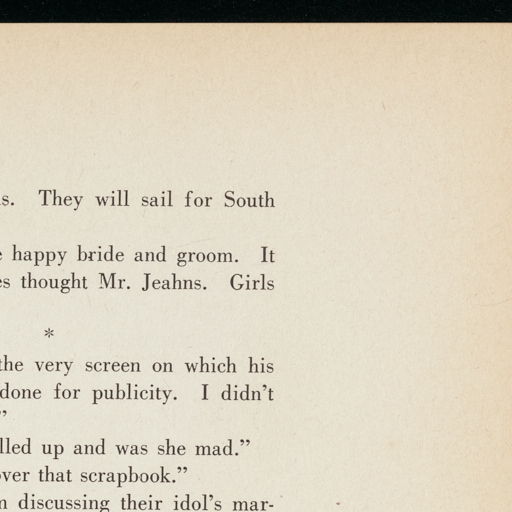 s. They will sail for South
e happy bride and groom. It
es thought Mr. Jeahns. Girls
*
the very screen on which his
done for publicity. I didn't
"
lled up and was she mad."
over that scrapbook."
n discussing their idol's mar-